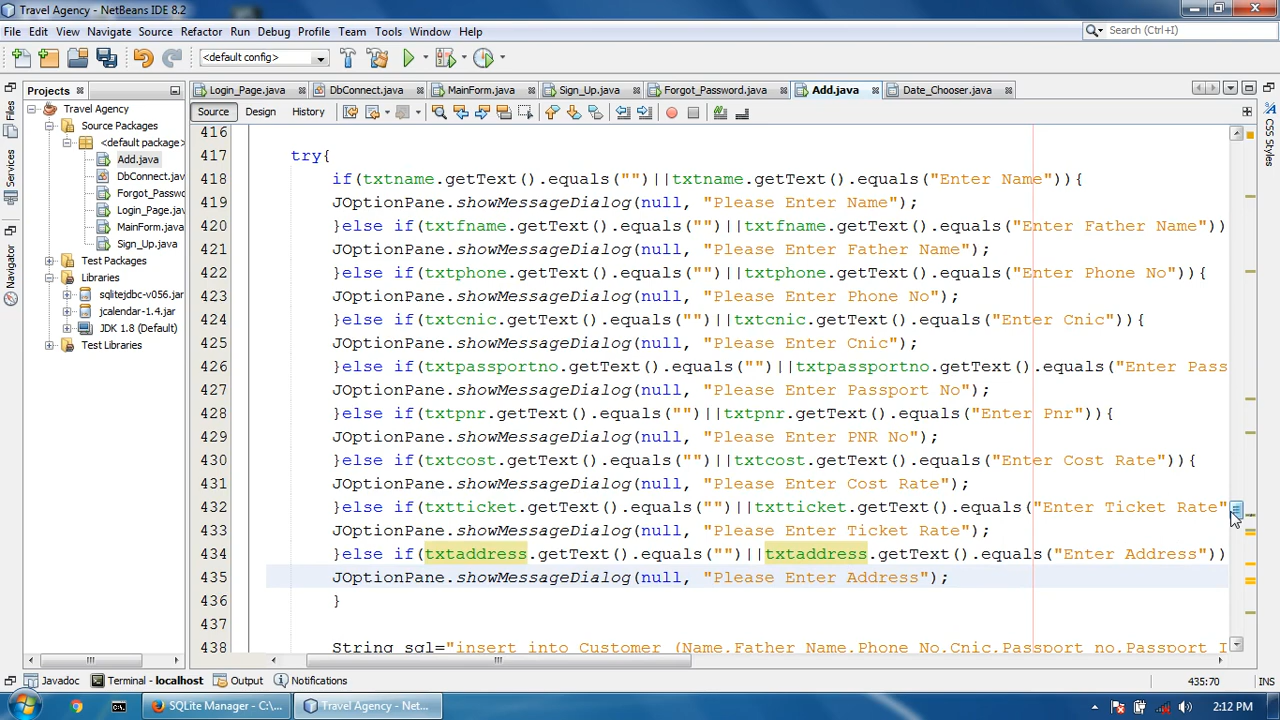 Travel Agency - NetBeans IDE 8.2
File Edit View Navigate Source Refactor Run Debug Profile Team Tools Window Help
Search (Ctrl+I)
<default config>
Projects
Login_Page.java DbConnect.java MainForm.java Sign_Up.java Forgot_Password.java Add.java Date_Chooser.java
Source Design History
Files
Services
Navigator
CSS Styles
Travel Agency
Source Packages
<default package>
Add.java
DbConnect.jav
Forgot_Passwo
Login_Page.jav
MainForm.java
Sign_Up.java
Test Packages
Libraries
sqlitejdbc-v056.jar
jcalendar-1.4.jar
JDK 1.8 (Default)
Test Libraries
416
417 try{
418 if(txtname.getText().equals("")||txtname.getText().equals("Enter Name")){
419 JOptionPane.showMessageDialog(null, "Please Enter Name");
420 }else if(txtfname.getText().equals("")||txtfname.getText().equals("Enter Father Name"))
421 JOptionPane.showMessageDialog(null, "Please Enter Father Name");
422 }else if(txtphone.getText().equals("")||txtphone.getText().equals("Enter Phone No")){
423 JOptionPane.showMessageDialog(null, "Please Enter Phone No");
424 }else if(txtcnic.getText().equals("")||txtcnic.getText().equals("Enter Cnic")){
425 JOptionPane.showMessageDialog(null, "Please Enter Cnic");
426 }else if(txtpassportno.getText().equals("")||txtpassportno.getText().equals("Enter Pass
427 JOptionPane.showMessageDialog(null, "Please Enter Passport No");
428 }else if(txtpnr.getText().equals("")||txtpnr.getText().equals("Enter Pnr")){
429 JOptionPane.showMessageDialog(null, "Please Enter PNR No");
430 }else if(txtcost.getText().equals("")||txtcost.getText().equals("Enter Cost Rate")){
431 JOptionPane.showMessageDialog(null, "Please Enter Cost Rate");
432 }else if(txtticket.getText().equals("")||txtticket.getText().equals("Enter Ticket Rate"
433 JOptionPane.showMessageDialog(null, "Please Enter Ticket Rate");
434 }else if(txtaddress.getText().equals("")||txtaddress.getText().equals("Enter Address"))
435 JOptionPane.showMessageDialog(null, "Please Enter Address");
436 }
437
438 String sql="insert into Customer (Name,Father_Name,Phone_No,Cnic,Passport_no,Passport_I
Javadoc Terminal - localhost Output Notifications
435:70 INS
SQLite Manager - C:\... Travel Agency - Net...
2:12 PM